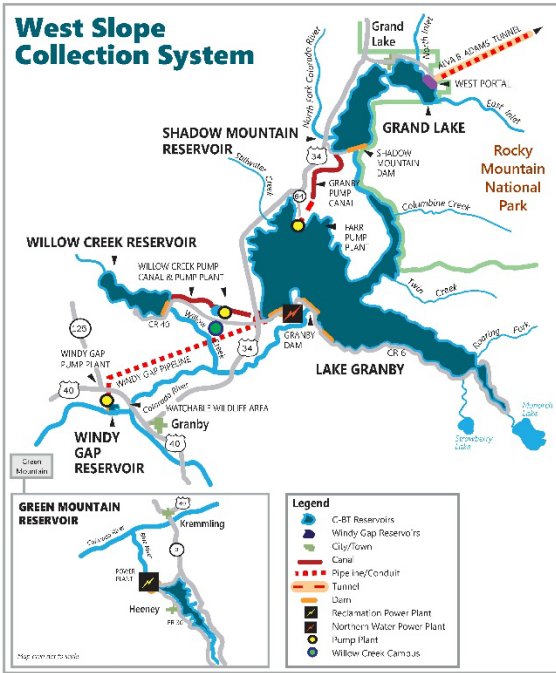 West Slope
Collection System
Grand
Lake
North Inlet
ALVA B ADAMS TUNNEL
WEST PORTAL
East Inlet
GRAND LAKE
North Fork Colorado River
SHADOW MOUNTAIN
RESERVOIR
34
SHADOW
MOUNTAIN
DAM
Rocky
Mountain
National
Park
Stillwater
Creek
64
GRANBY
PUMP
CANAL
Columbine Creek
FARR
PUMP
PLANT
WILLOW CREEK RESERVOIR
WILLOW CREEK PUMP
CANAL & PUMP PLANT
Twin
Creek
CR 40
Willow
Creek
GRANBY
DAM
Roaring Fork
125
WINDY GAP
PUMP PLANT
WINDY GAP PIPELINE
34
LAKE GRANBY
CR 6
40
Colorado River
WATCHABLE WILDLIFE AREA
Monarch
Lake
Strawberry
Lake
WINDY
GAP
RESERVOIR
Granby
40
Green
Mountain
GREEN MOUNTAIN
RESERVOIR
40
Kremmling
Colorado River
Blue River
9
POWER
PLANT
Heeney
CR 30
Map copy not to scale
Legend
C-BT Reservoirs
Windy Gap Reservoirs
City/Town
Canal
Pipeline/Conduit
Tunnel
Dam
Reclamation Power Plant
Northern Water Power Plant
Pump Plant
Willow Creek Campus